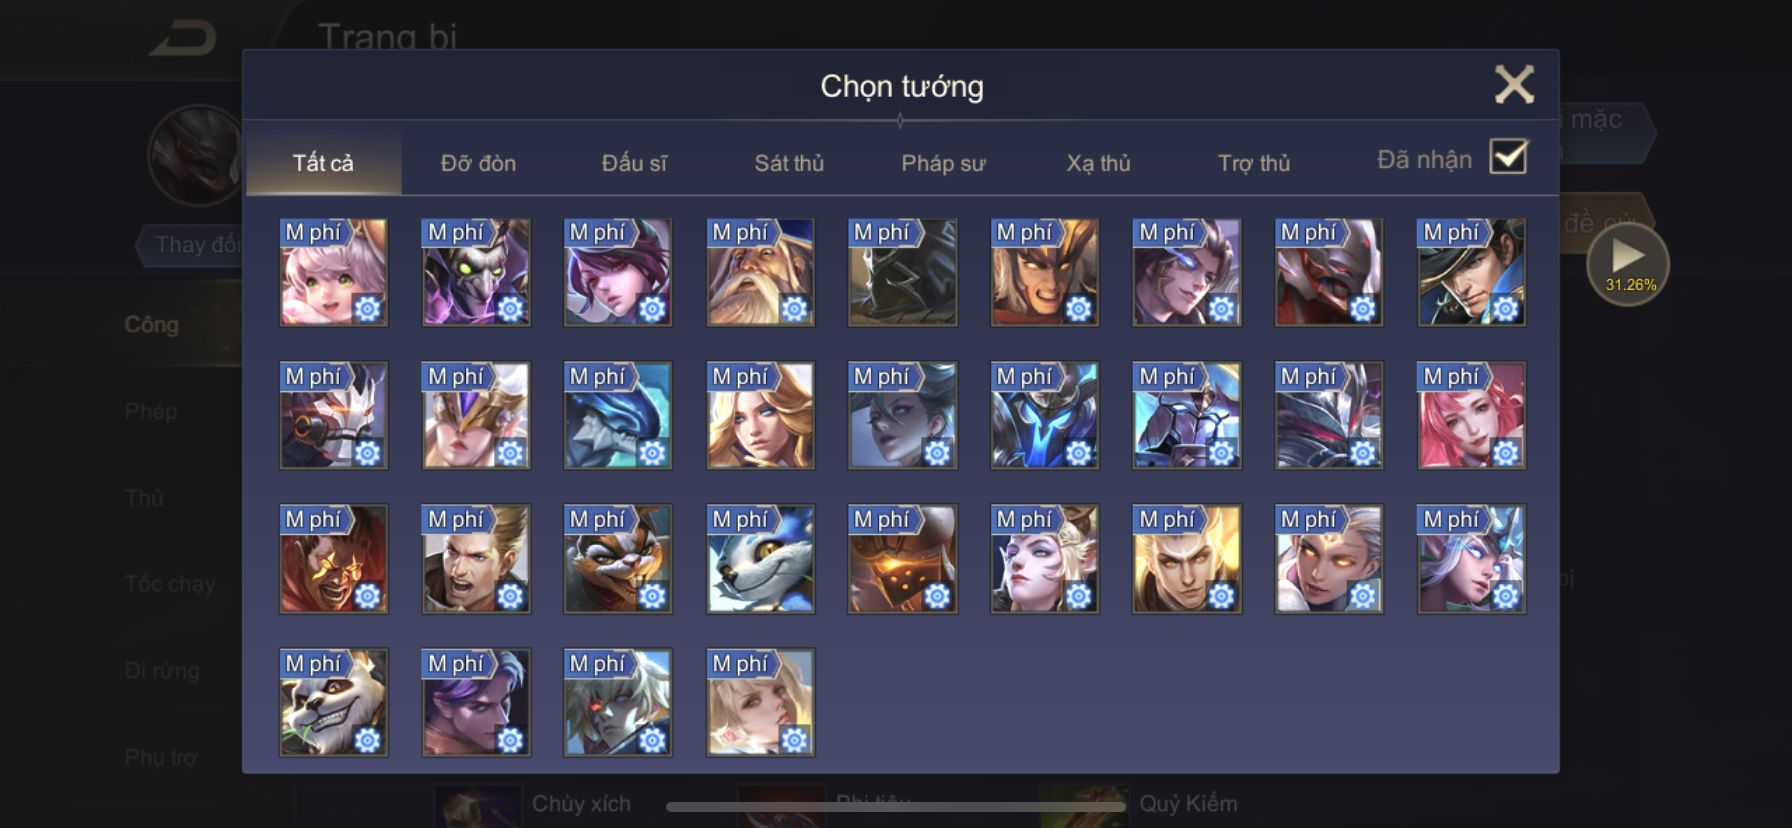 Trang bị
Chọn tướng
Tất cả
Đỡ đòn
Đấu sĩ
Sát thủ
Pháp sư
Xạ thủ
Trợ thủ
Đã nhận
mặc
Thay đổi
đề cử
31.26%
M phí M phí M phí M phí M phí M phí M phí M phí M phí
Công
M phí M phí M phí M phí M phí M phí M phí M phí M phí
Phép
Thủ
M phí M phí M phí M phí M phí M phí M phí M phí M phí
Tốc chạy
Đi rừng
M phí M phí M phí M phí
Phụ trợ
Chùy xích
Phi tiêu
Quỷ Kiếm